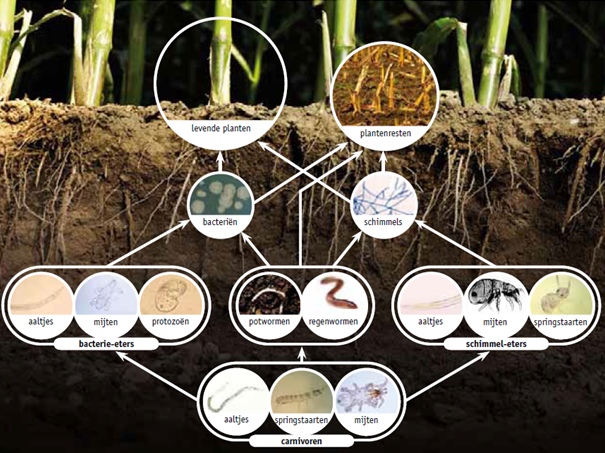 levende planten
plantenresten
bacteriën
schimmels
aaltjes
mijten
protozoën
bacterie-eters
potwormen
regenwormen
aaltjes
mijten
springstaarten
schimmel-eters
aaltjes
springstaarten
mijten
carnivoren